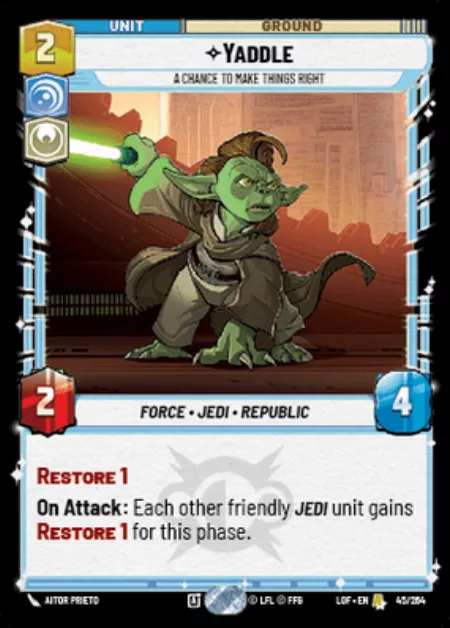 2 UNIT GROUND
YADDLE
A CHANCE TO MAKE THINGS RIGHT
2 FORCE • JEDI • REPUBLIC 4
RESTORE 1
On Attack: Each other friendly JEDI unit gains
RESTORE 1 for this phase.
AITOR PRIETO © LFL © FFG LOF • EN 45/264